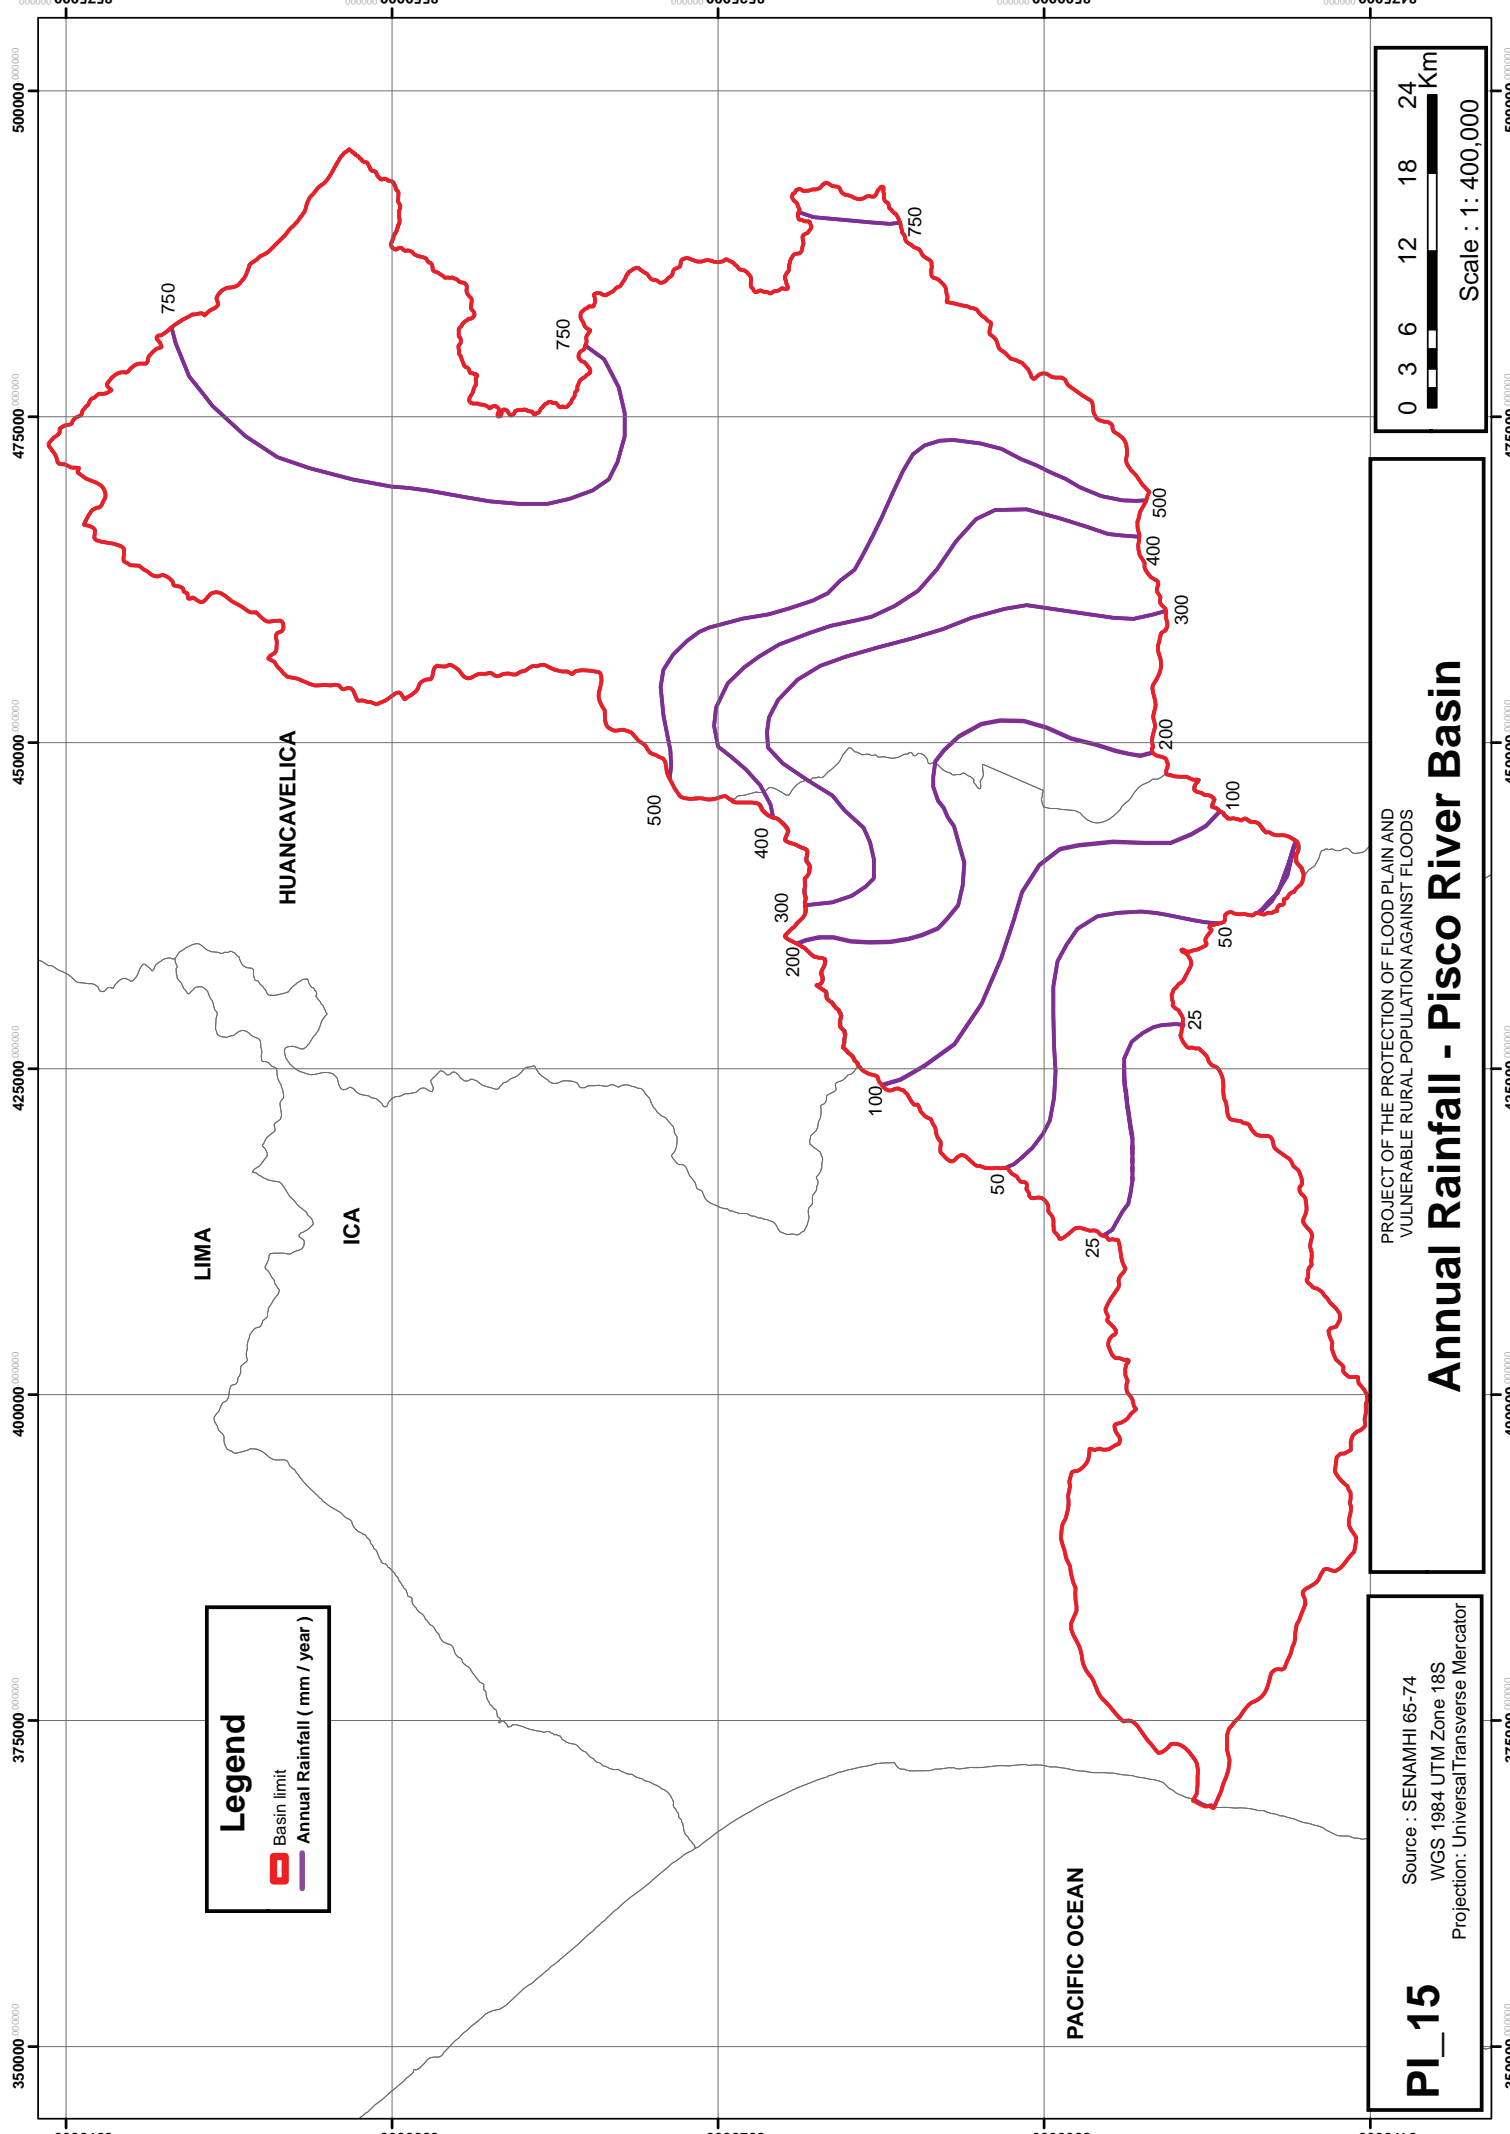 Legend
Basin limit
Annual Rainfall ( mm / year )
LIMA
ICA
HUANCAVELICA
PACIFIC OCEAN
750
750
750
500
400
300
200
100
50
25
500
400
300
200
100
50
25
350000
375000
400000
425000
450000
475000
500000
PI_15
Source : SENAMHI 65-74
WGS 1984 UTM Zone 18S
Projection: UniversalTransverse Mercator
PROJECT OF THE PROTECTION OF FLOOD PLAIN AND
VULNERABLE RURAL POPULATION AGAINST FLOODS
Annual Rainfall - Pisco River Basin
0 3 6 12 18 24
Km
Scale : 1: 400,000